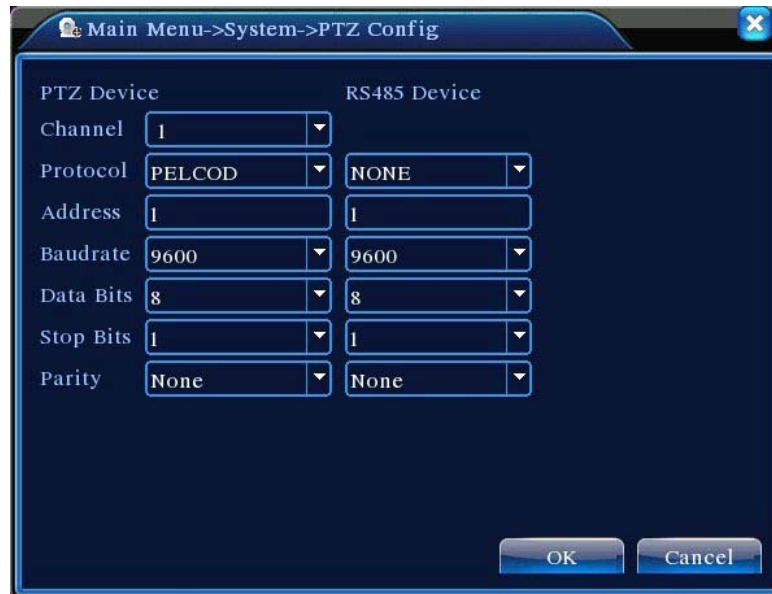 Main Menu->System->PTZ Config
PTZ Device RS485 Device
Channel 1
Protocol PELCOD NONE
Address 1 1
Baudrate 9600 9600
Data Bits 8 8
Stop Bits 1 1
Parity None None
OK Cancel